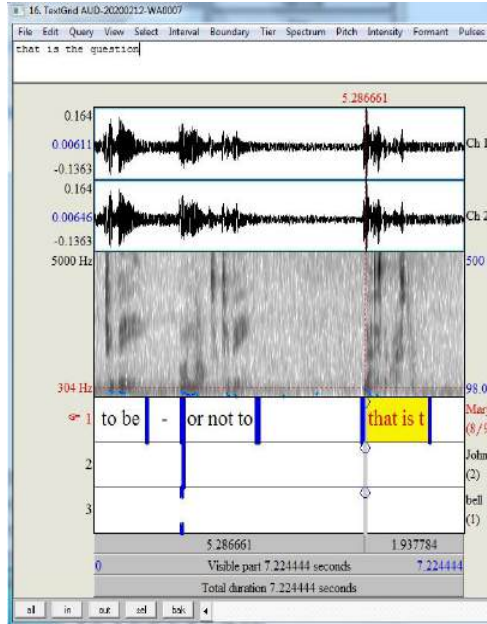 16. TextGrid AUD-20200212-WA0007
File Edit Query View Select Interval Boundary Tier Spectrum Pitch Intensity Formant Pulses
that is the question
5.286661
0.164
0.00611
-0.1363
Ch 1
0.164
0.00646
-0.1363
Ch 2
5000 Hz
500
304 Hz
98.0
1
to be
-
or not to
that is t
Mar
(8/9
2
John
(2)
3
bell
(1)
5.286661
1.937784
0
Visible part 7.224444 seconds
7.224444
Total duration 7.224444 seconds
all in out sel bak